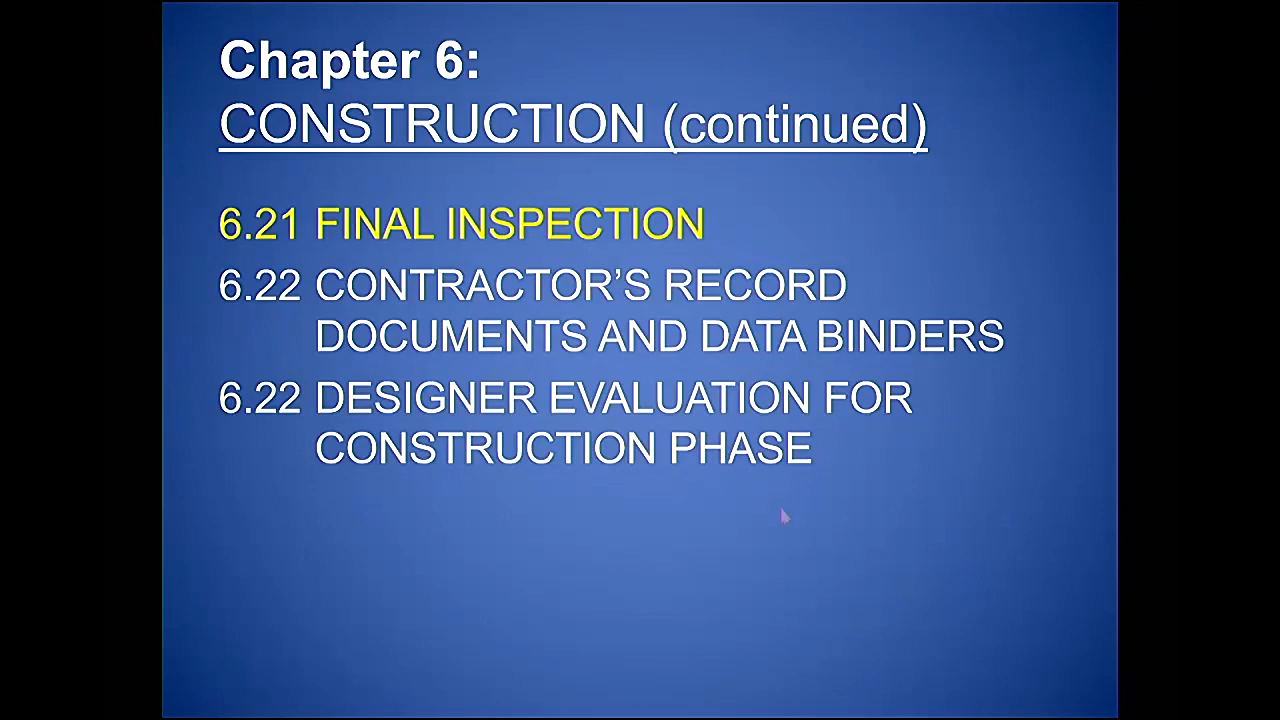 Chapter 6:
CONSTRUCTION (continued)
6.21 FINAL INSPECTION
6.22 CONTRACTOR’S RECORD
DOCUMENTS AND DATA BINDERS
6.22 DESIGNER EVALUATION FOR
CONSTRUCTION PHASE